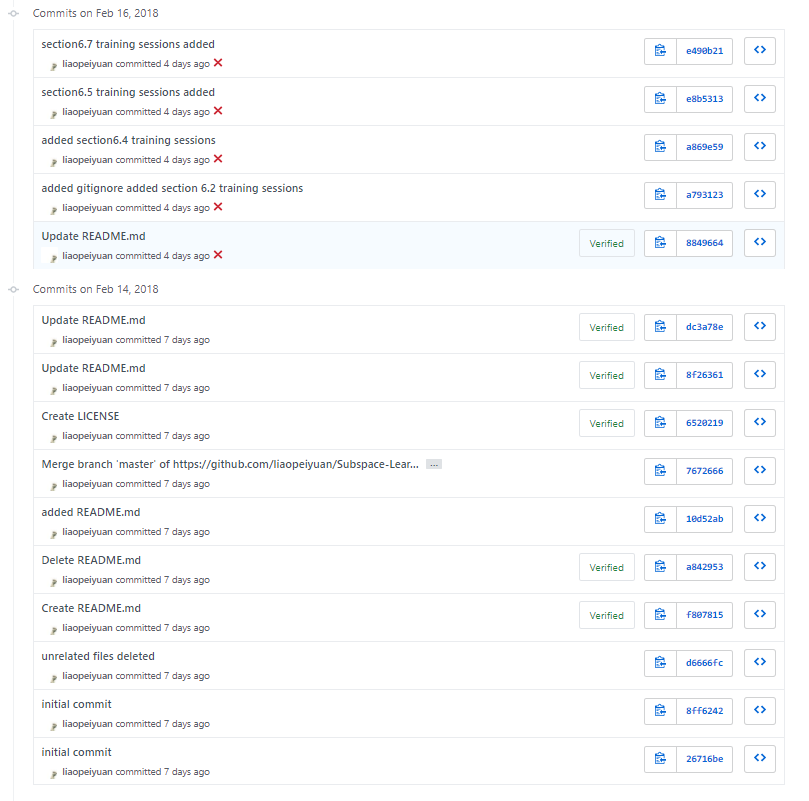 Commits on Feb 16, 2018
section6.7 training sessions added
liaopeiyuan committed 4 days ago
e490b21
section6.5 training sessions added
liaopeiyuan committed 4 days ago
e8b5313
added section6.4 training sessions
liaopeiyuan committed 4 days ago
a869e59
added gitignore added section 6.2 training sessions
liaopeiyuan committed 4 days ago
a793123
Update README.md
liaopeiyuan committed 4 days ago
Verified
8849664
Commits on Feb 14, 2018
Update README.md
liaopeiyuan committed 7 days ago
Verified
dc3a78e
Update README.md
liaopeiyuan committed 7 days ago
Verified
8f26361
Create LICENSE
liaopeiyuan committed 7 days ago
Verified
6520219
Merge branch 'master' of https://github.com/liaopeiyuan/Subspace-Lear... ...
liaopeiyuan committed 7 days ago
7672666
added README.md
liaopeiyuan committed 7 days ago
10d52ab
Delete README.md
liaopeiyuan committed 7 days ago
Verified
a842953
Create README.md
liaopeiyuan committed 7 days ago
Verified
f807815
unrelated files deleted
liaopeiyuan committed 7 days ago
d6666fc
initial commit
liaopeiyuan committed 7 days ago
8ff6242
initial commit
liaopeiyuan committed 7 days ago
26716be